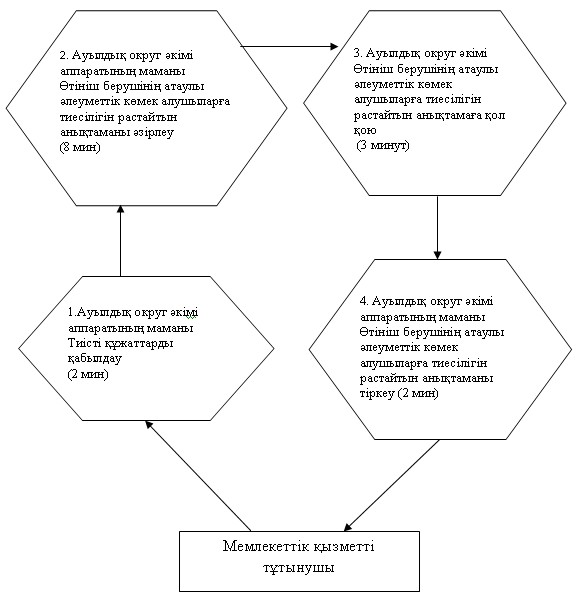 2. Ауылдық округ әкімі
аппаратының маманы
Өтініш берушінің атаулы
әлеуметтік көмек алушыларға
тиесілігін растайтын
анықтаманы әзірлеу
(8 мин)
3. Ауылдық округ әкімі
Өтініш берушінің атаулы
әлеуметтік көмек
алушыларға тиесілігін
растайтын анықтамаға қол
қою
(3 минут)
1.Ауылдық округ әкімі
аппаратының маманы
Тиісті құжаттарды
қабылдау
(2 мин)
4. Ауылдық округ әкімі
аппаратының маманы
Өтініш берушінің атаулы
әлеуметтік көмек
алушыларға тиесілігін
растайтын анықтаманы
тіркеу (2 мин)
Мемлекеттік қызметті
тұтынушы